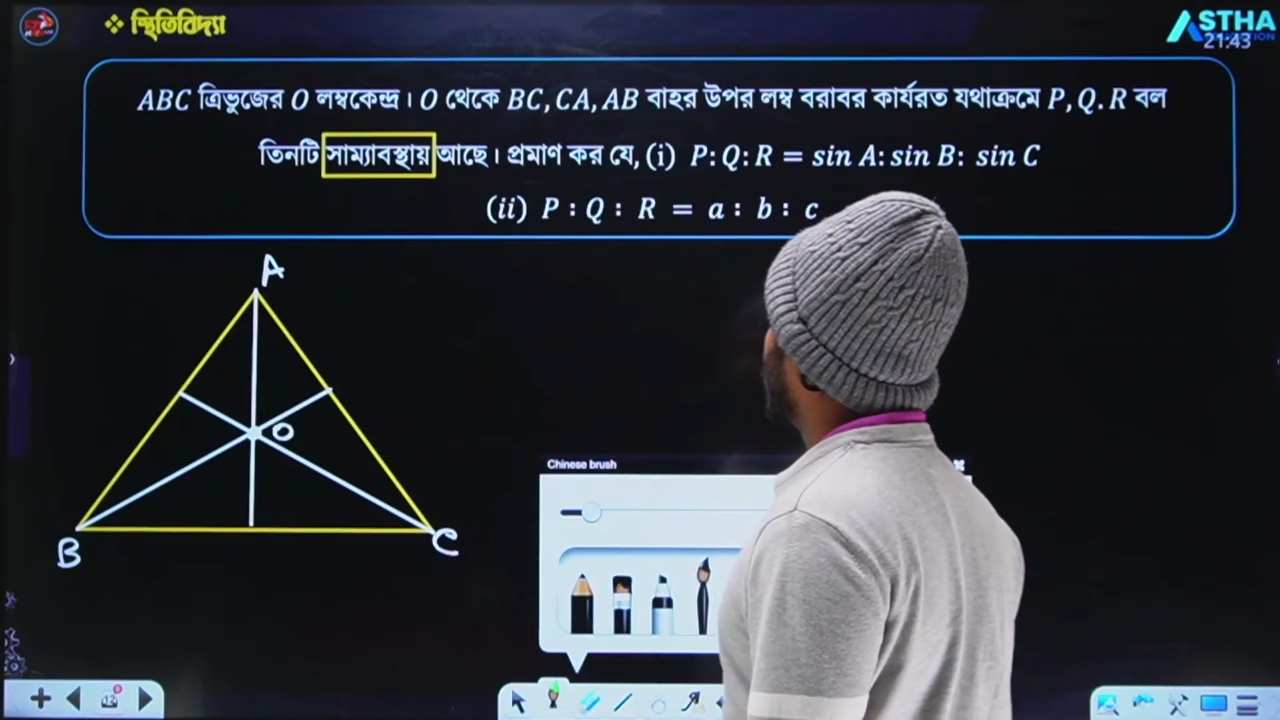 ❖ স্থিতিবিদ্যা
ASTHA
21:43
ABC ত্রিভুজের O লম্বকেন্দ্র। O থেকে BC, CA, AB বাহুর উপর লম্ব বরাবর কার্যরত যথাক্রমে P, Q. R বল
তিনটি সাম্যাবস্থায় আছে। প্রমাণ কর যে, (i) P: Q: R = sin A: sin B: sin C
(ii) P : Q : R = a : b : c
A
O
B
C
Chinese brush